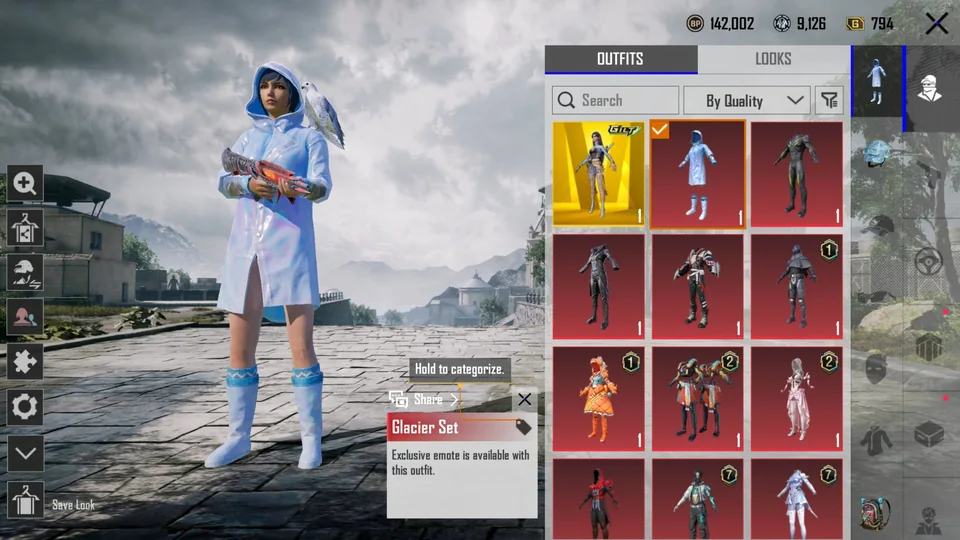 142,002
9,126
794
OUTFITS
LOOKS
Search
By Quality
GILT
1
1
1
1
1
1
1
1
1
2
1
2
1
7
7
Hold to categorize.
Share
Glacier Set
Exclusive emote is available with
this outfit.
Save Look